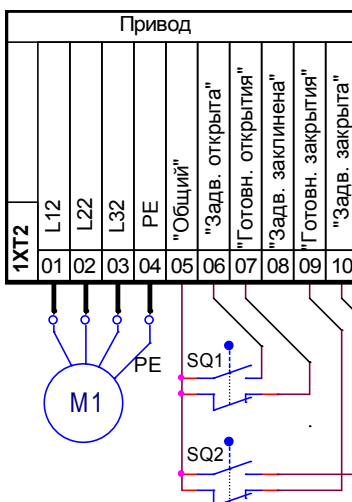 Привод
1XT2
L12
L22
L32
PE
"Общий"
"Задв. открыта"
"Готовн. открытия"
"Задв. заклинена"
"Готовн. закрытия"
"Задв. закрыта"
01 02 03 04 05 06 07 08 09 10
PE
M1
SQ1
SQ2